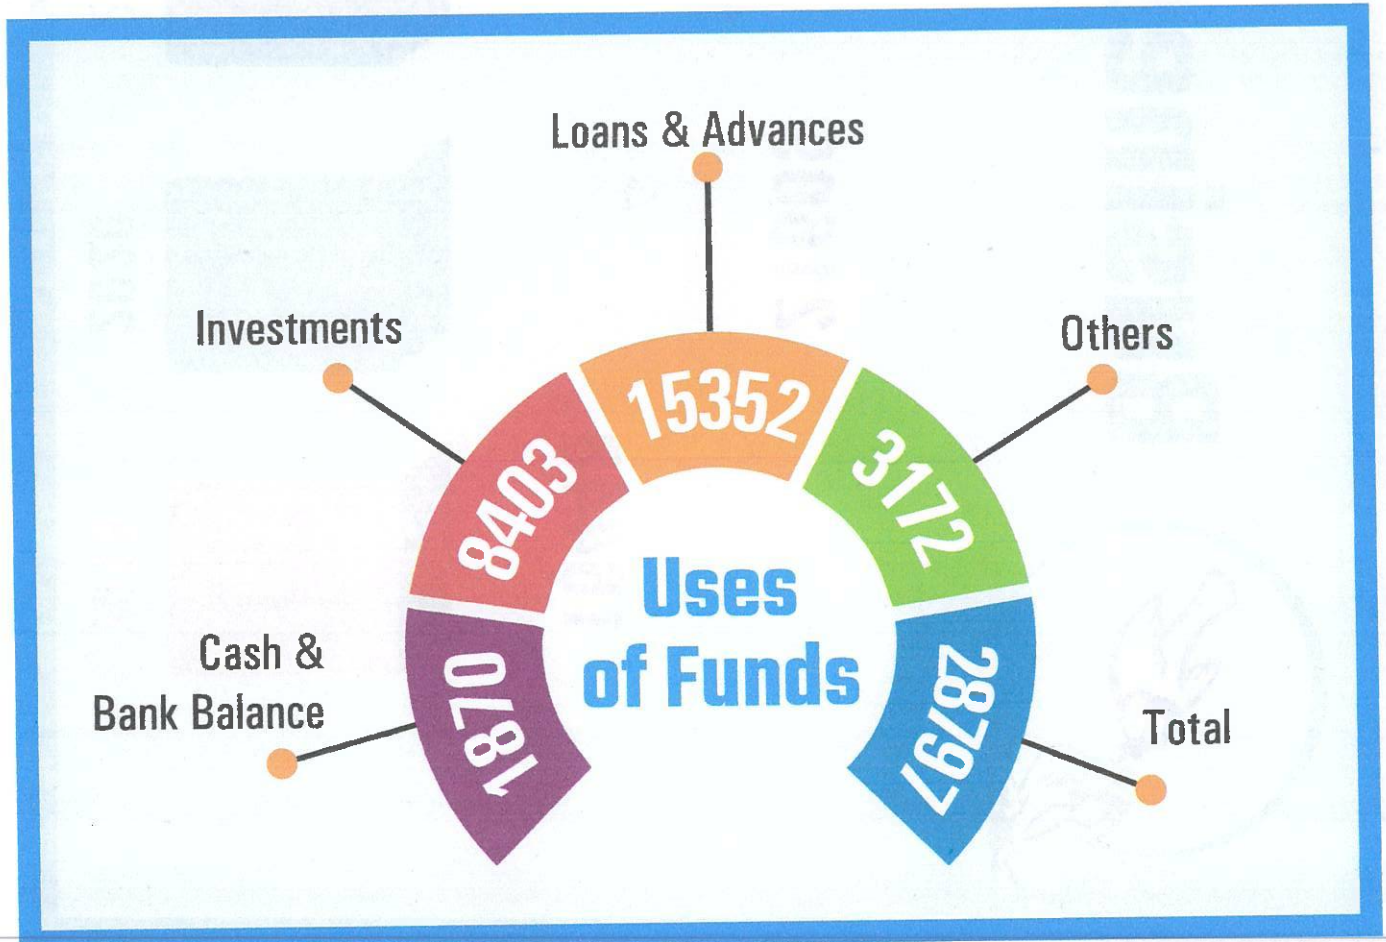 Loans & Advances
Investments
Others
15352
8403
3172
Uses
of Funds
Cash &
Bank Balance
1870
28797
Total